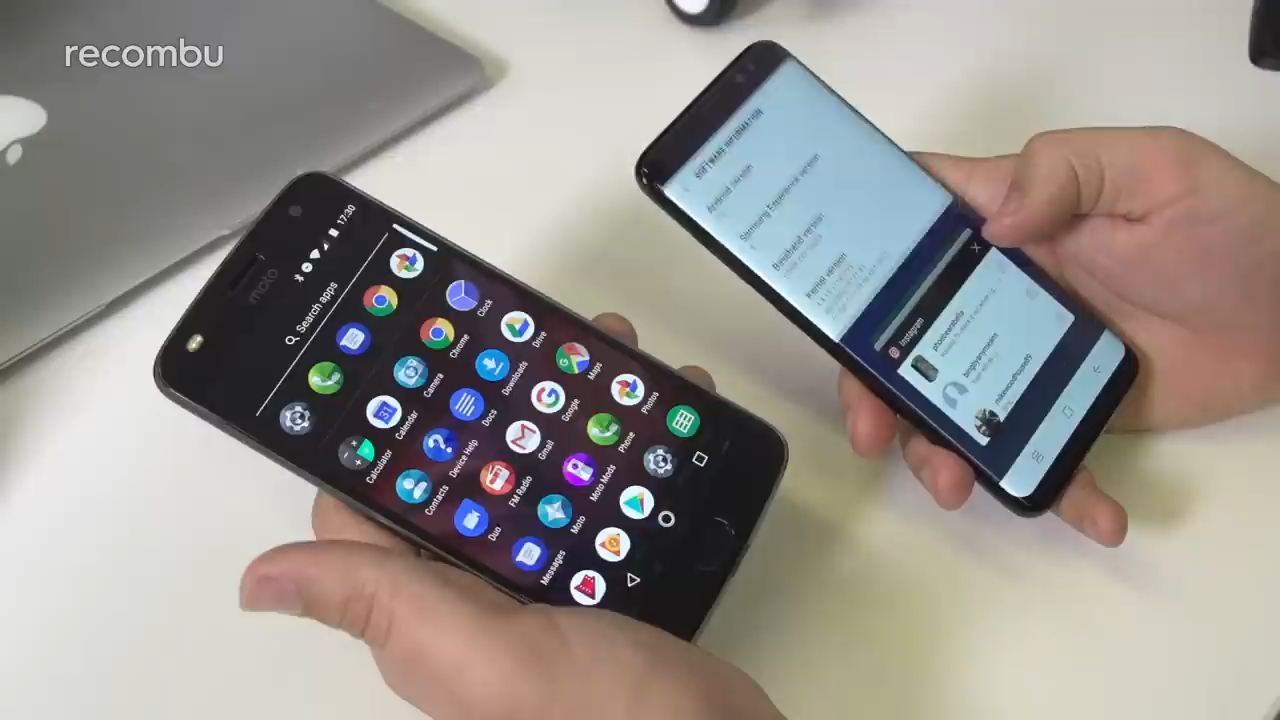 recombu
moto
17:30
Search apps
Clock
Chrome
Camera
Calendar
31
Calculator
Drive
Downloads
Docs
Device Help
Contacts
Maps
Google
Gmail
FM Radio
Duo
Photos
Phone
Moto Mods
Moto
Messages
SOFTWARE INFORMATION
Android version
Samsung Experience version
Baseband version
Kernel version
Instagram